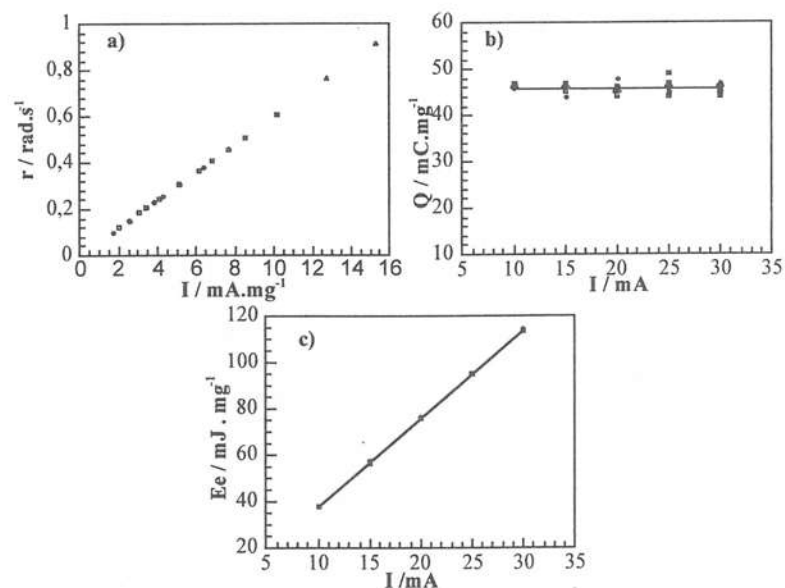 a)
r / rad.s⁻¹
1
0,8
0,6
0,4
0,2
0
2 4 6 8 10 12 14 16
I / mA.mg⁻¹
b)
Q / mC.mg⁻¹
60
50
40
30
20
10
5 10 15 20 25 30 35
I / mA
c)
Ee / mJ . mg⁻¹
120
100
80
60
40
20
5 10 15 20 25 30 35
I /mA